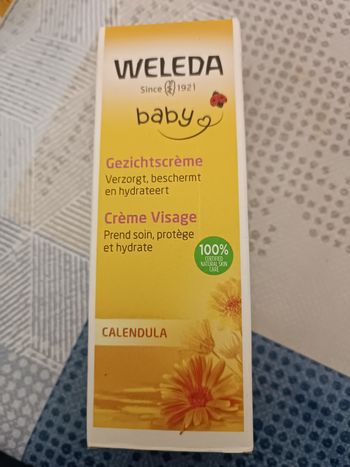 WELEDA
Since 1921
baby
Gezichtscrème
Verzorgt, beschermt
en hydrateert
Crème Visage
Prend soin, protège
et hydrate
100%
CERTIFIED
NATURAL SKIN
CARE
CALENDULA